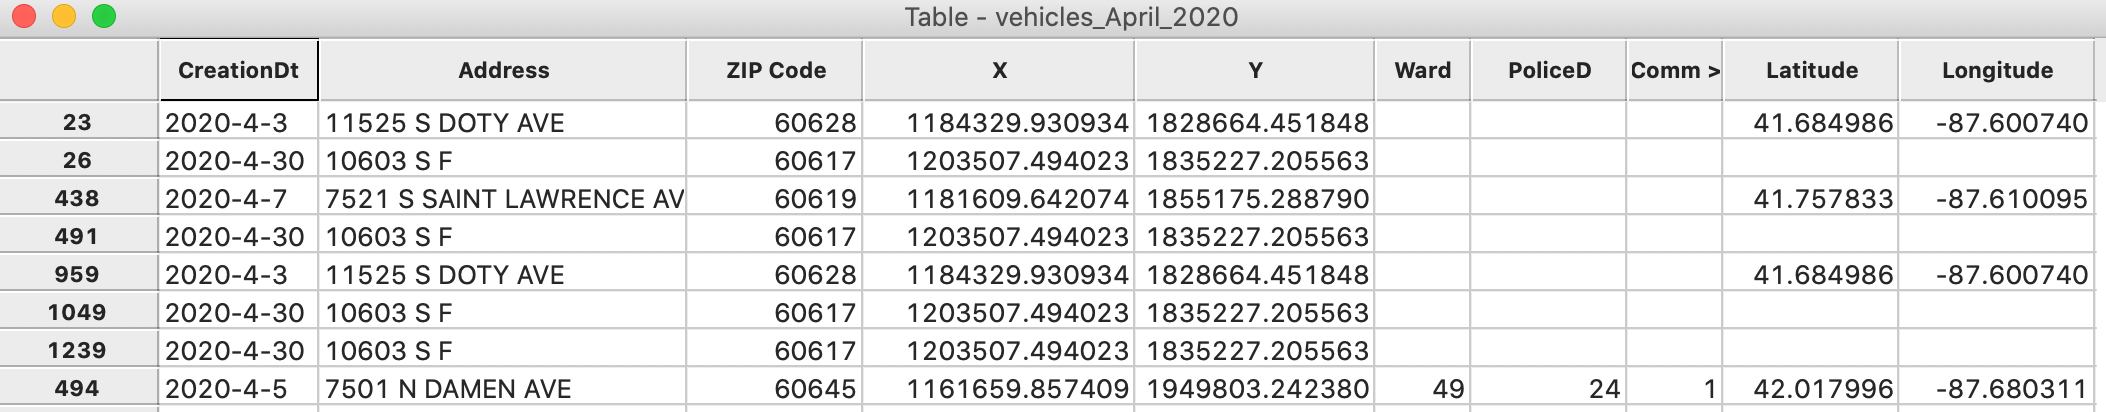 Table - vehicles_April_2020
CreationDt Address ZIP Code X Y Ward PoliceD Comm > Latitude Longitude
23 2020-4-3 11525 S DOTY AVE 60628 1184329.930934 1828664.451848 41.684986 -87.600740
26 2020-4-30 10603 S F 60617 1203507.494023 1835227.205563
438 2020-4-7 7521 S SAINT LAWRENCE AV 60619 1181609.642074 1855175.288790 41.757833 -87.610095
491 2020-4-30 10603 S F 60617 1203507.494023 1835227.205563
959 2020-4-3 11525 S DOTY AVE 60628 1184329.930934 1828664.451848 41.684986 -87.600740
1049 2020-4-30 10603 S F 60617 1203507.494023 1835227.205563
1239 2020-4-30 10603 S F 60617 1203507.494023 1835227.205563
494 2020-4-5 7501 N DAMEN AVE 60645 1161659.857409 1949803.242380 49 24 1 42.017996 -87.680311